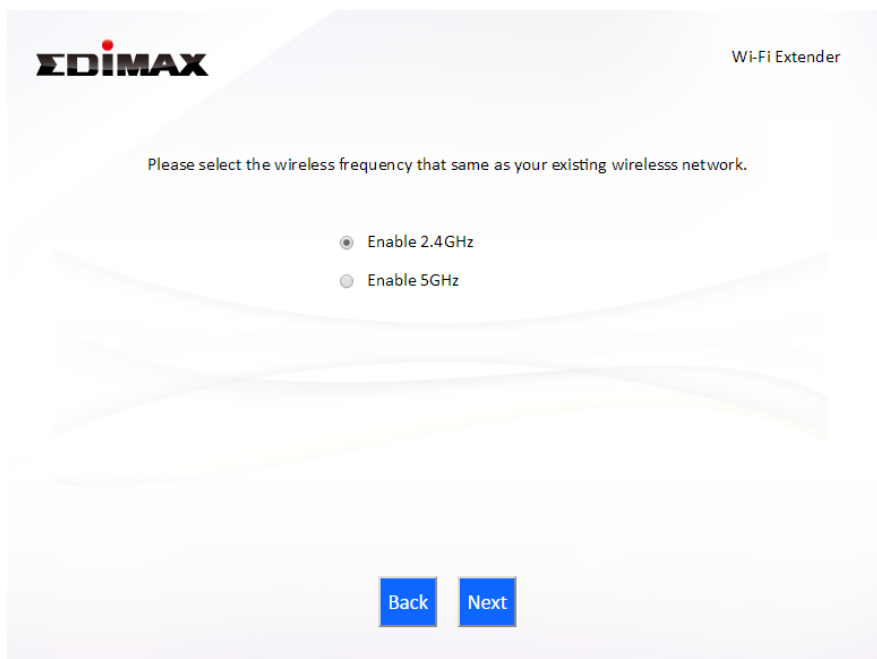 EDIMAX
Wi-Fi Extender
Please select the wireless frequency that same as your existing wirelesss network.
Enable 2.4GHz
Enable 5GHz
Back
Next